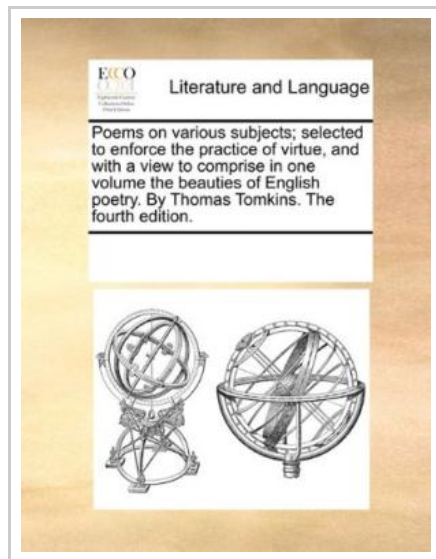 ECCO
Literature and Language
Poems on various subjects; selected
to enforce the practice of virtue, and
with a view to comprise in one
volume the beauties of English
poetry. By Thomas Tomkins. The
fourth edition.